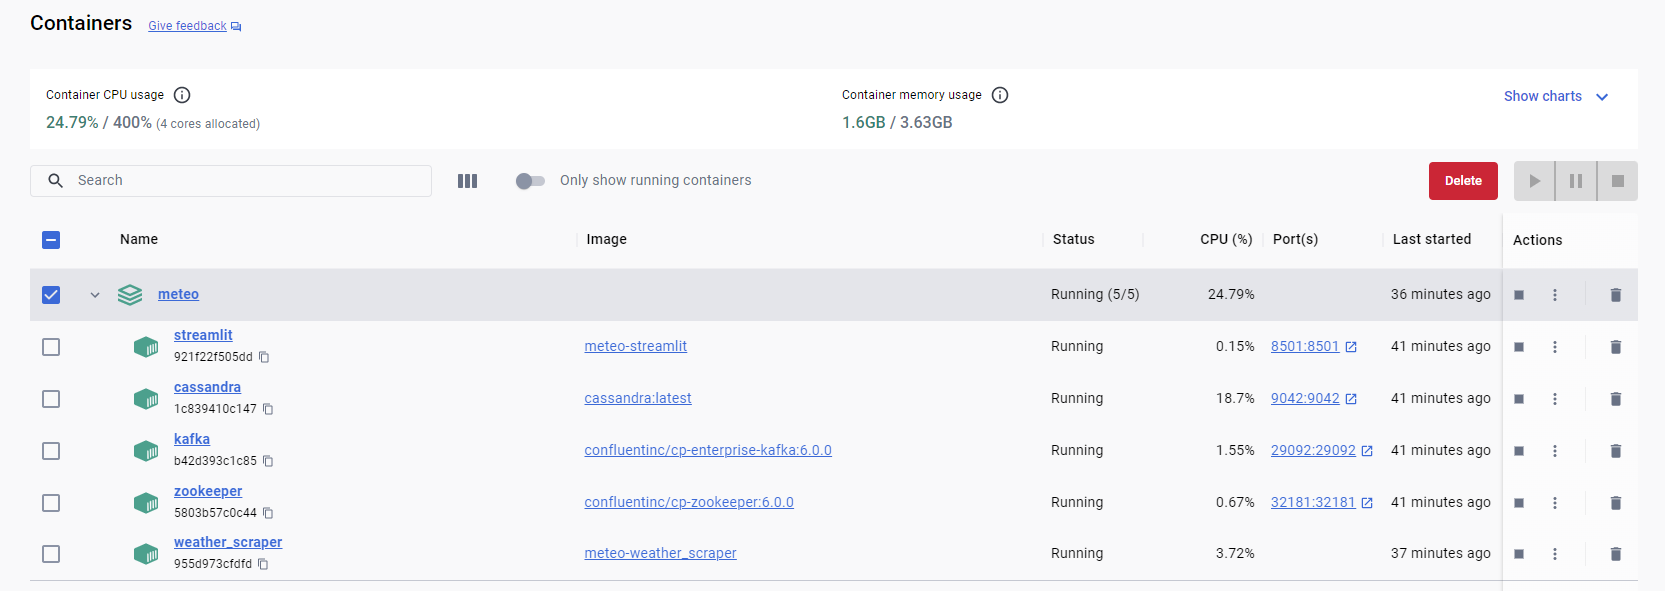 Containers Give feedback
Container CPU usage
24.79% / 400% (4 cores allocated)
Container memory usage
1.6GB / 3.63GB
Show charts
Search
Only show running containers
Delete
Name Image Status CPU (%) Port(s) Last started Actions
meteo Running (5/5) 24.79% 36 minutes ago
streamlit
921f22f505dd
meteo-streamlit Running 0.15% 8501:8501 41 minutes ago
cassandra
1c839410c147
cassandra:latest Running 18.7% 9042:9042 41 minutes ago
kafka
b42d393c1c85
confluentinc/cp-enterprise-kafka:6.0.0 Running 1.55% 29092:29092 41 minutes ago
zookeeper
5803b57c0c44
confluentinc/cp-zookeeper:6.0.0 Running 0.67% 32181:32181 41 minutes ago
weather_scraper
955d973cfdfd
meteo-weather_scraper Running 3.72% 37 minutes ago